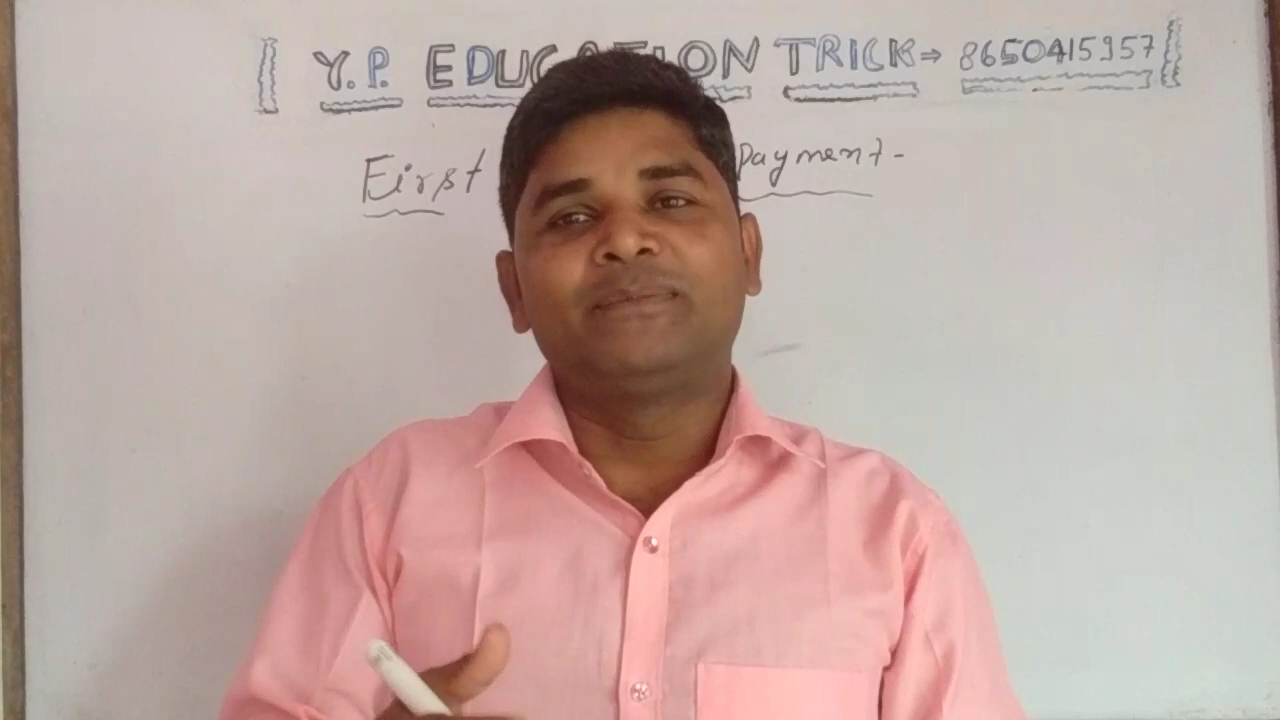 Y.P. EDUCATION TRICK → 8650415957
First Payment-